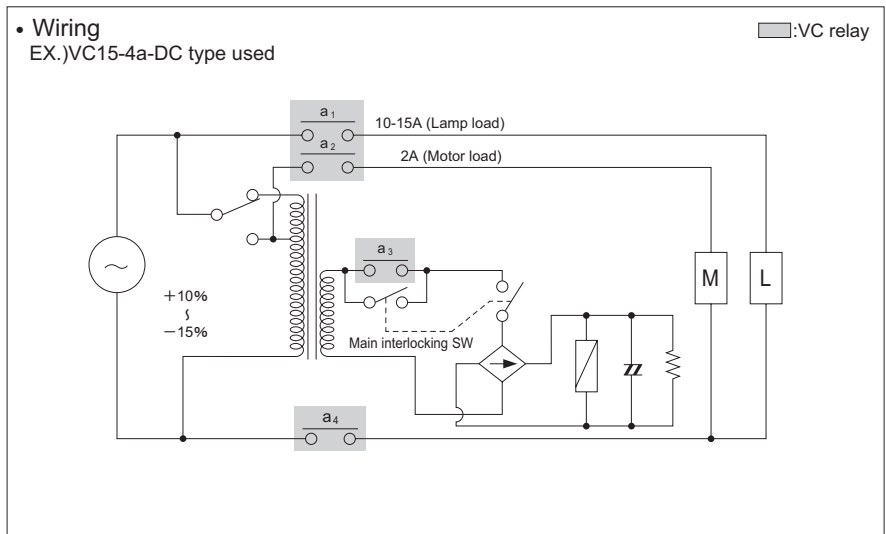 • Wiring
:VC relay
EX.)VC15-4a-DC type used
a1
10-15A (Lamp load)
a2
2A (Motor load)
a3
+10%
∼
−15%
Main interlocking SW
M
L
a4